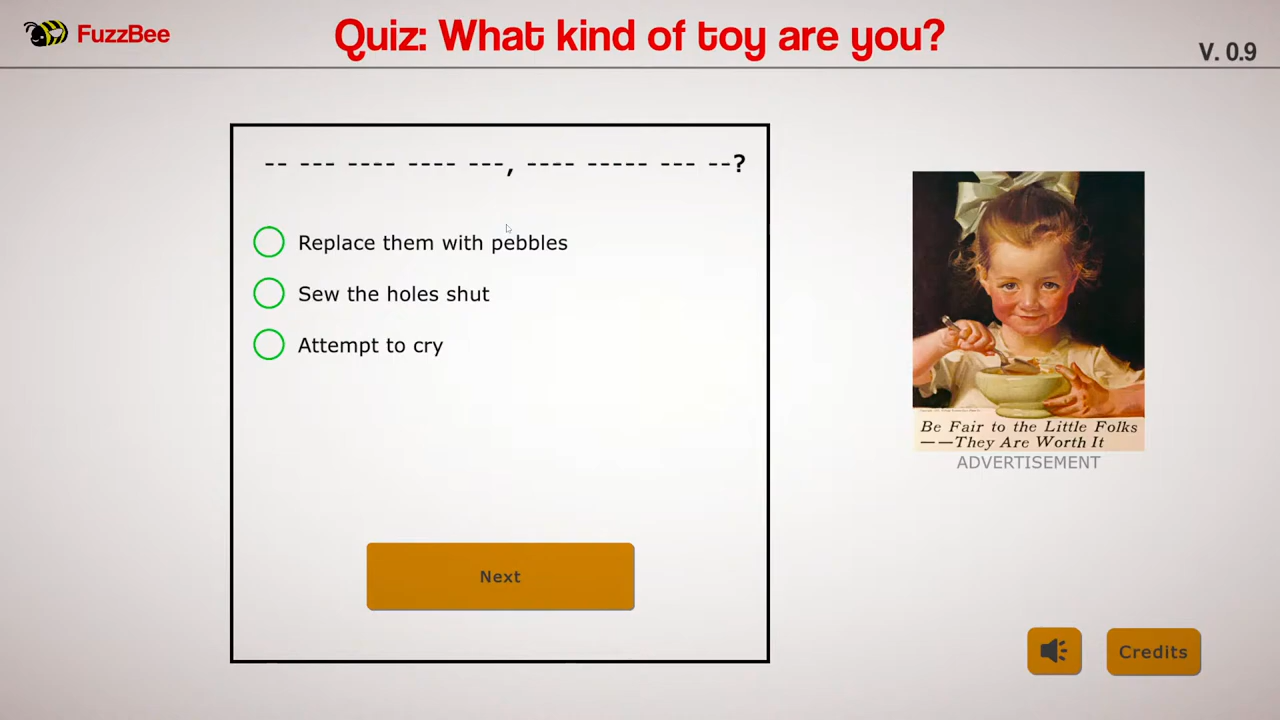 FuzzBee
Quiz: What kind of toy are you?
V. 0.9
-- --- ---- ---- ---, ---- ----- --- --?
Replace them with pebbles
Sew the holes shut
Attempt to cry
Next
Be Fair to the Little Folks
——They Are Worth It
ADVERTISEMENT
Credits